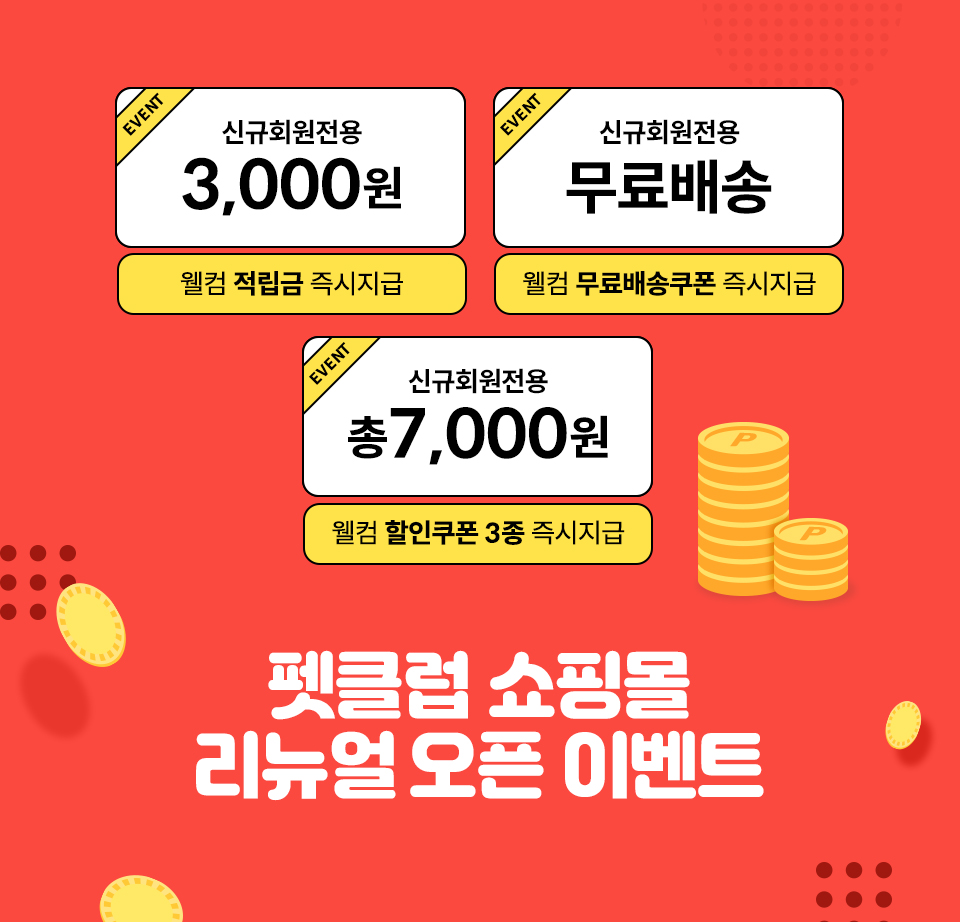 EVENT
신규회원전용
3,000원
웰컴 적립금 즉시지급
EVENT
신규회원전용
무료배송
웰컴 무료배송쿠폰 즉시지급
EVENT
신규회원전용
총7,000원
웰컴 할인쿠폰 3종 즉시지급
P
P
펫클럽 쇼핑몰
리뉴얼 오픈 이벤트